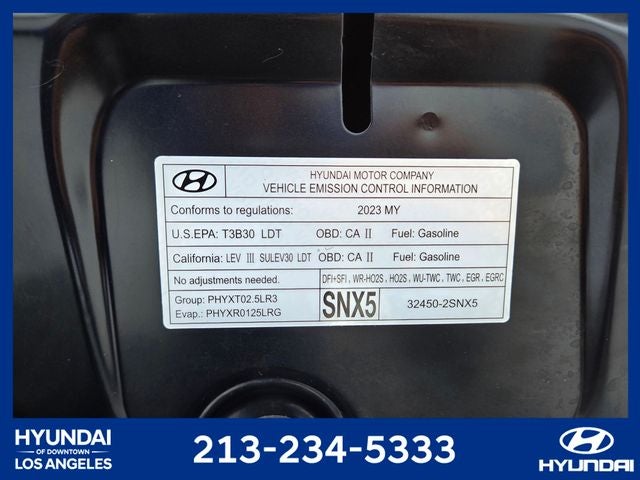 HYUNDAI MOTOR COMPANY
VEHICLE EMISSION CONTROL INFORMATION
Conforms to regulations: 2023 MY
U.S.EPA: T3B30 LDT OBD: CA II Fuel: Gasoline
California: LEV III SULEV30 LDT OBD: CA II Fuel: Gasoline
No adjustments needed. DFI+SFI, WR-HO2S, HO2S, WU-TWC, TWC, EGR, EGRC
Group: PHYXT02.5LR3
Evap.: PHYXR0125LRG
SNX5 32450-2SNX5
HYUNDAI
OF DOWNTOWN
LOS ANGELES
213-234-5333
HYUNDAI